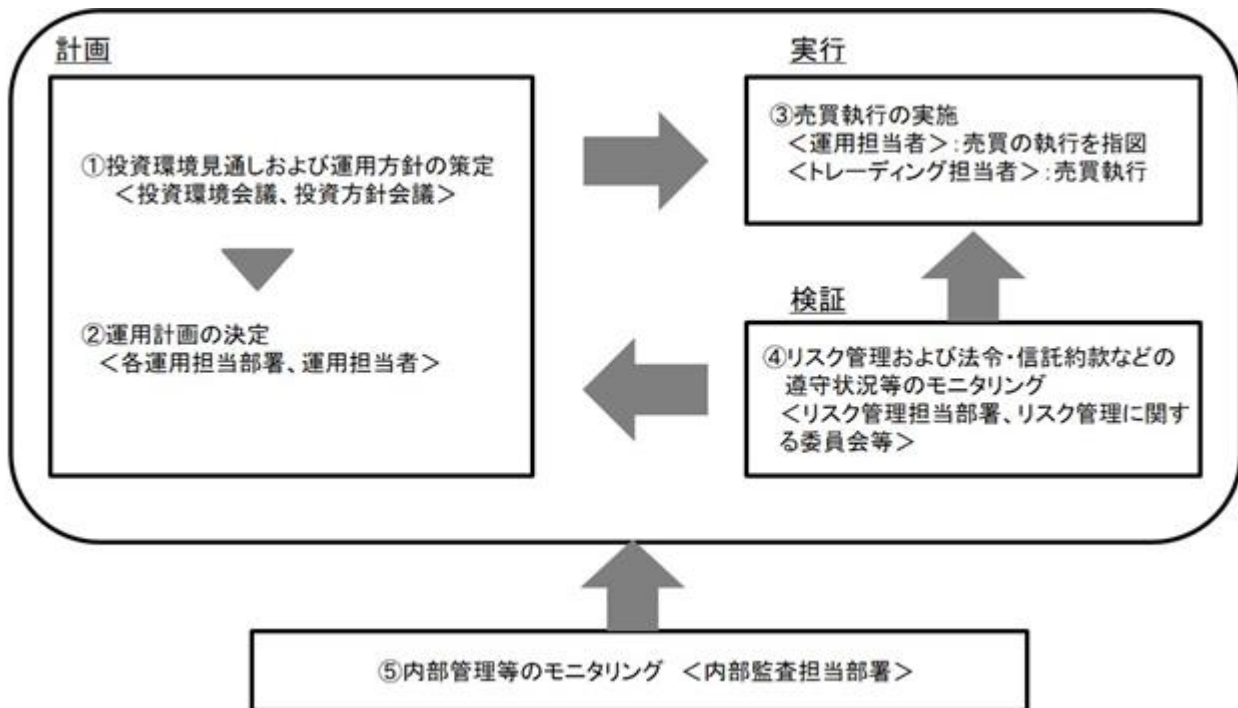 計画
①投資環境見通しおよび運用方針の策定
<投資環境会議、投資方針会議>
②運用計画の決定
<各運用担当部署、運用担当者>
実行
③売買執行の実施
<運用担当者>:売買の執行を指図
<トレーディング担当者>:売買執行
検証
④リスク管理および法令・信託約款などの
遵守状況等のモニタリング
<リスク管理担当部署、リスク管理に関す
る委員会等>
⑤内部管理等のモニタリング <内部監査担当部署>